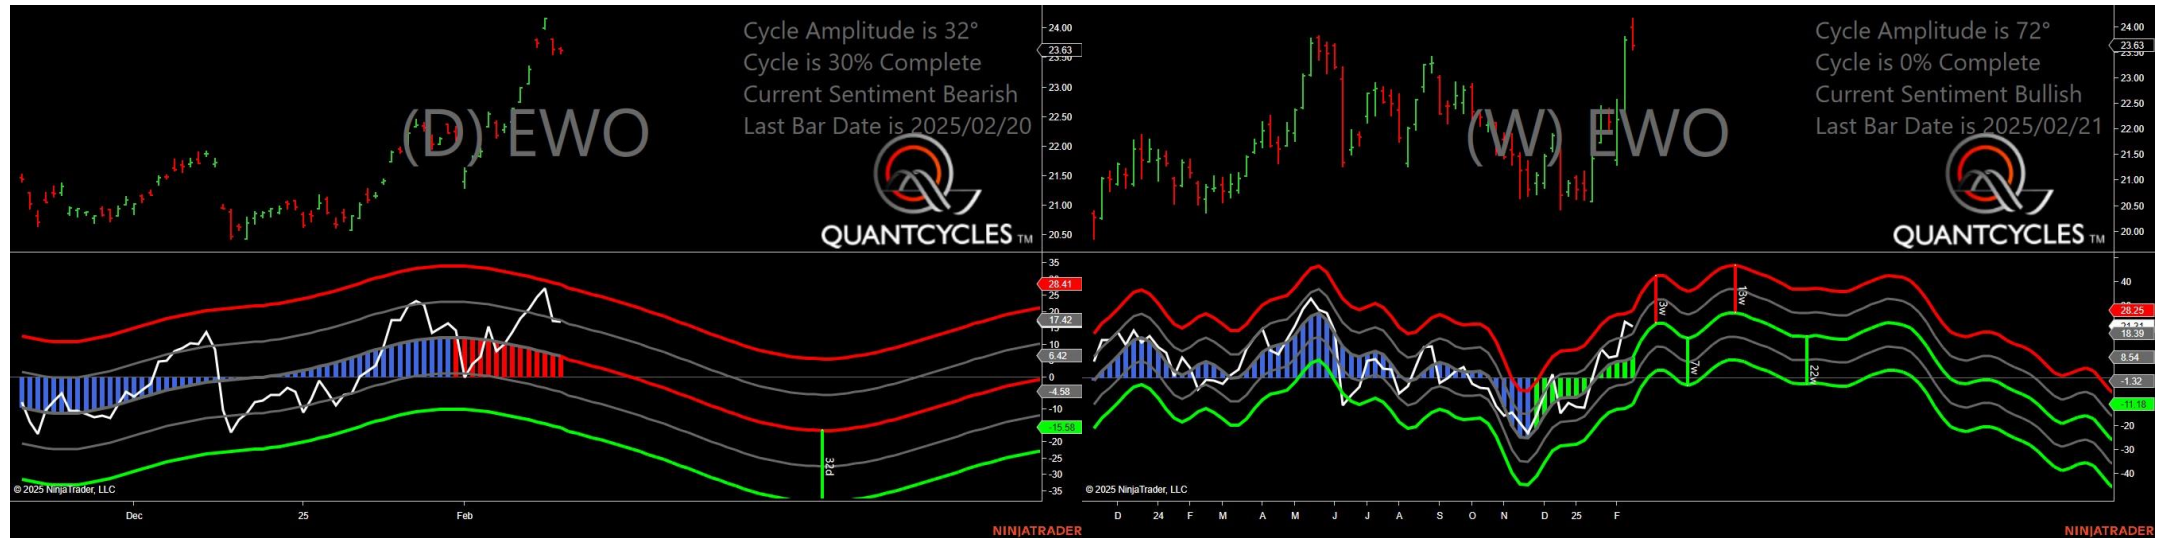 Cycle Amplitude is 32°
Cycle is 30% Complete
Current Sentiment Bearish
Last Bar Date is 2025/02/20
(D) EWO
QUANTCYCLES TM
24.00
23.63
23.50
23.00
22.50
22.00
21.50
21.00
20.50
35
28.41
25
17.42
10
6.42
0
-4.58
-10
-15.58
-20
-25
-30
-35
32d
© 2025 NinjaTrader, LLC
Dec
25
Feb
NINJATRADER
Cycle Amplitude is 72°
Cycle is 0% Complete
Current Sentiment Bullish
Last Bar Date is 2025/02/21
(W) EWO
QUANTCYCLES TM
24.00
23.63
23.50
23.00
22.50
22.00
21.50
21.00
20.50
20.00
40
28.25
18.39
8.54
-1.32
-11.18
-20
-30
-40
3w
7w
13w
22w
© 2025 NinjaTrader, LLC
D
24
F
M
A
M
J
J
A
S
O
N
D
25
F
NINJATRADER